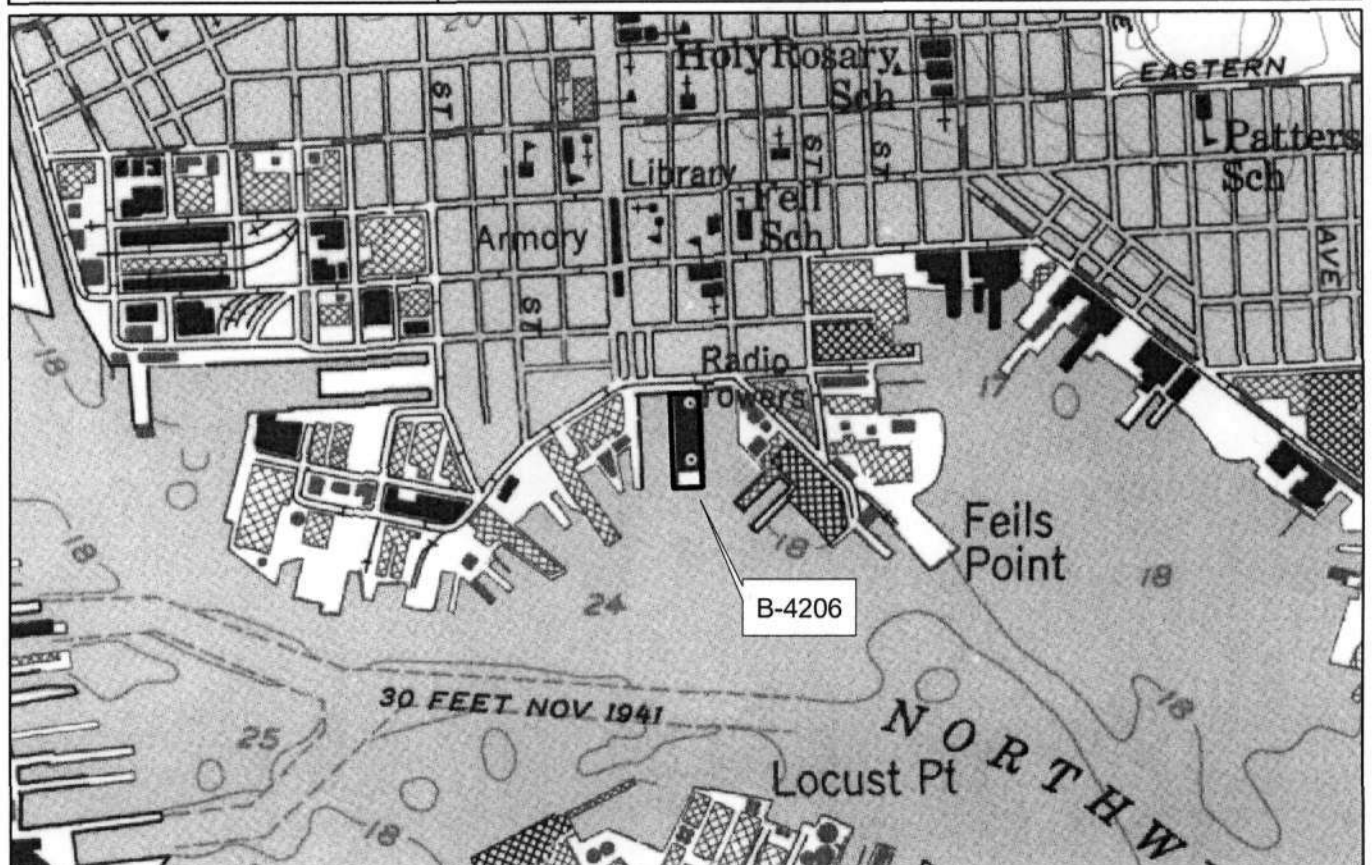 Holy Rosary
Sch
EASTERN
ST
Patters
Sch
Library
ST
ST
Fell
Sch
Armory
AVE
ST
18
Radio
Towers
17
18
Feils
Point
18
18
24
B-4206
30 FEET NOV 1941
18
25
NORTHW
Locust Pt
18